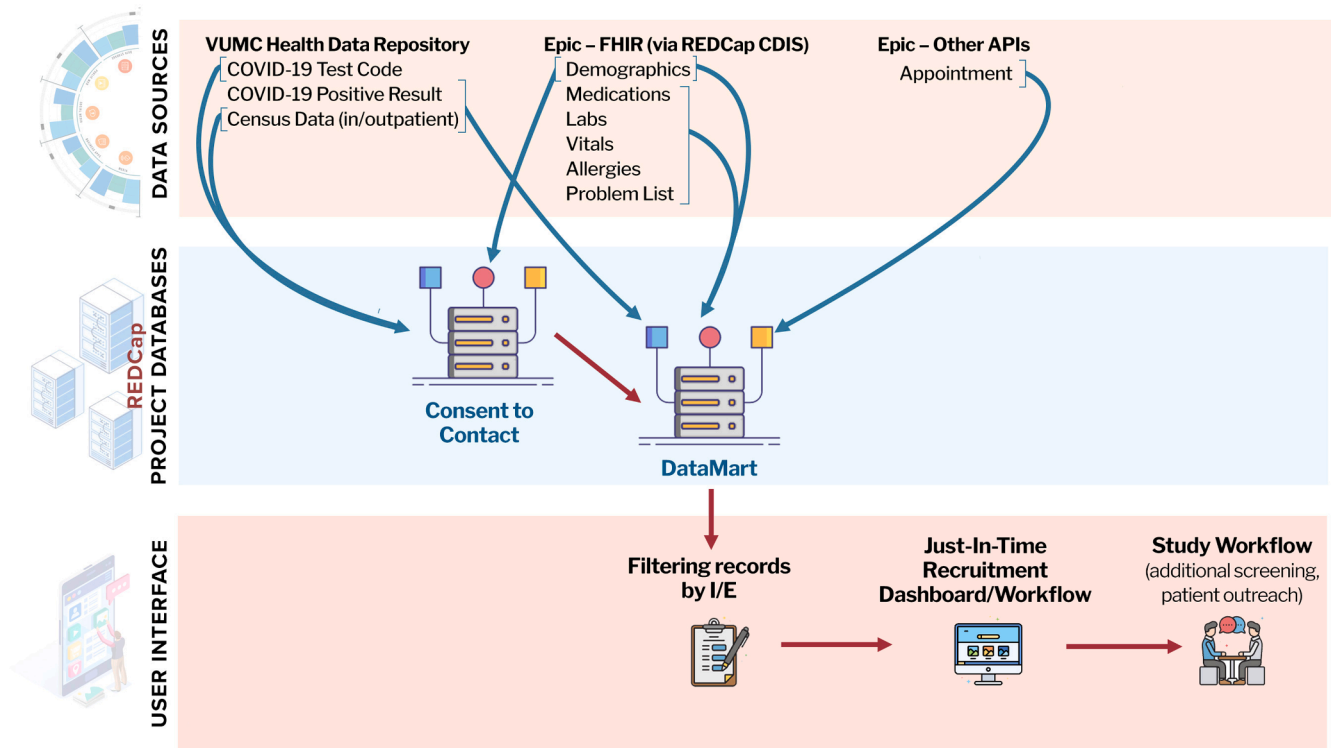 DATA SOURCES
VUMC Health Data Repository
COVID-19 Test Code
COVID-19 Positive Result
Census Data (in/outpatient)
Epic – FHIR (via REDCap CDIS)
Demographics
Medications
Labs
Vitals
Allergies
Problem List
Epic – Other APIs
Appointment
REDCap
PROJECT DATABASES
Consent to
Contact
DataMart
USER INTERFACE
Filtering records
by I/E
Just-In-Time
Recruitment
Dashboard/Workflow
Study Workflow
(additional screening,
patient outreach)